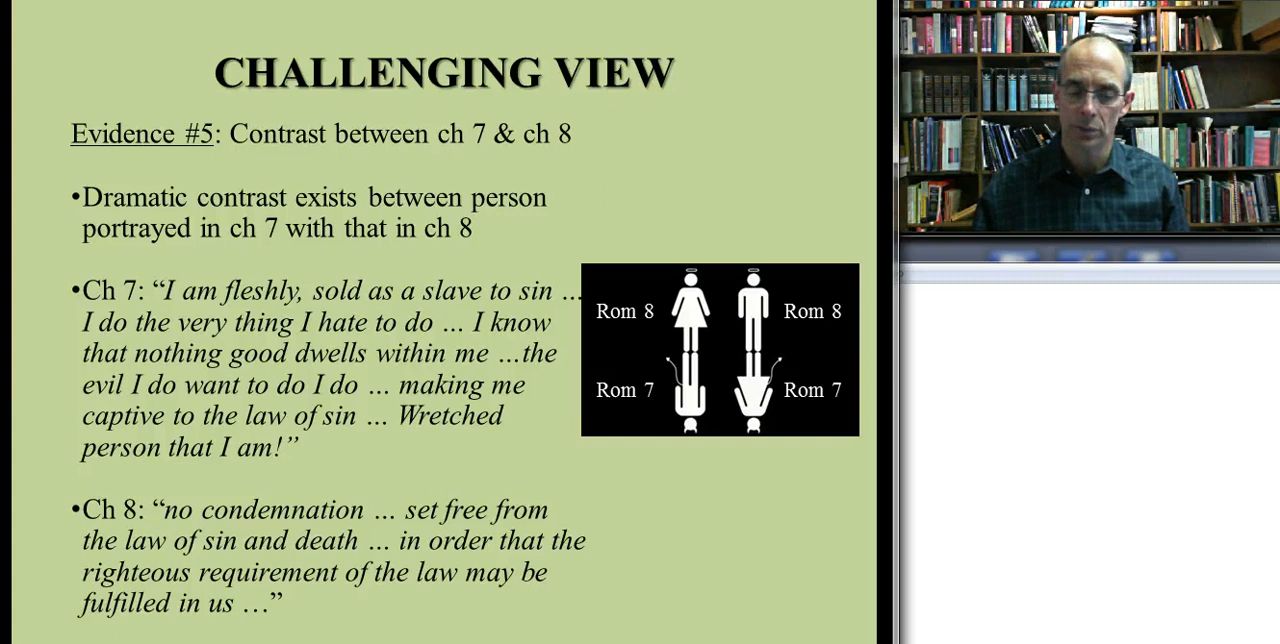 CHALLENGING VIEW
Evidence #5: Contrast between ch 7 & ch 8
•Dramatic contrast exists between person
portrayed in ch 7 with that in ch 8
•Ch 7: “I am fleshly, sold as a slave to sin ...
I do the very thing I hate to do ... I know
that nothing good dwells within me ...the
evil I do want to do I do ... making me
captive to the law of sin ... Wretched
person that I am!”
•Ch 8: “no condemnation ... set free from
the law of sin and death ... in order that the
righteous requirement of the law may be
fulfilled in us ...”
Rom 8
Rom 8
Rom 7
Rom 7